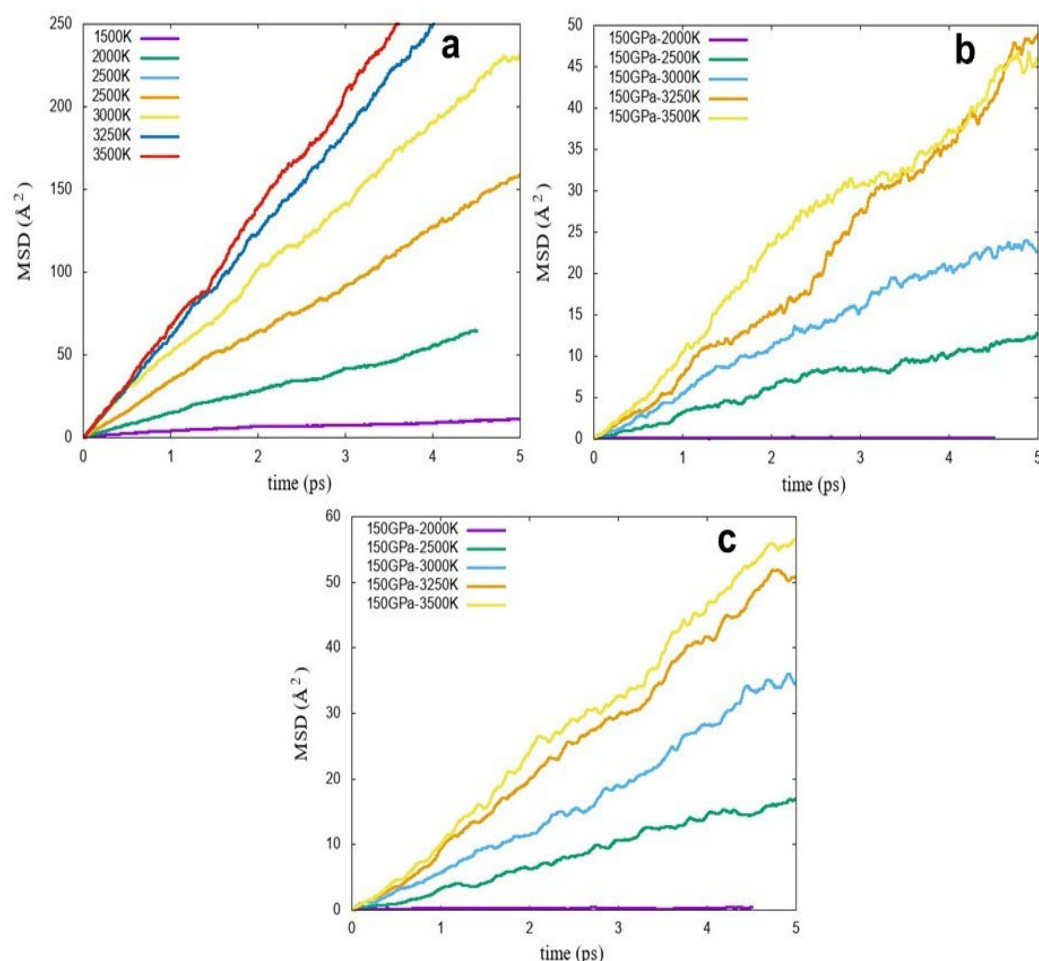 a
250
200
150
100
50
0
MSD (Å²)
1500K
2000K
2500K
2500K
3000K
3250K
3500K
0 1 2 3 4 5
time (ps)
b
50
45
40
35
30
25
20
15
10
5
0
MSD (Å²)
150GPa-2000K
150GPa-2500K
150GPa-3000K
150GPa-3250K
150GPa-3500K
0 1 2 3 4 5
time (ps)
c
60
50
40
30
20
10
0
MSD (Å²)
150GPa-2000K
150GPa-2500K
150GPa-3000K
150GPa-3250K
150GPa-3500K
0 1 2 3 4 5
time (ps)